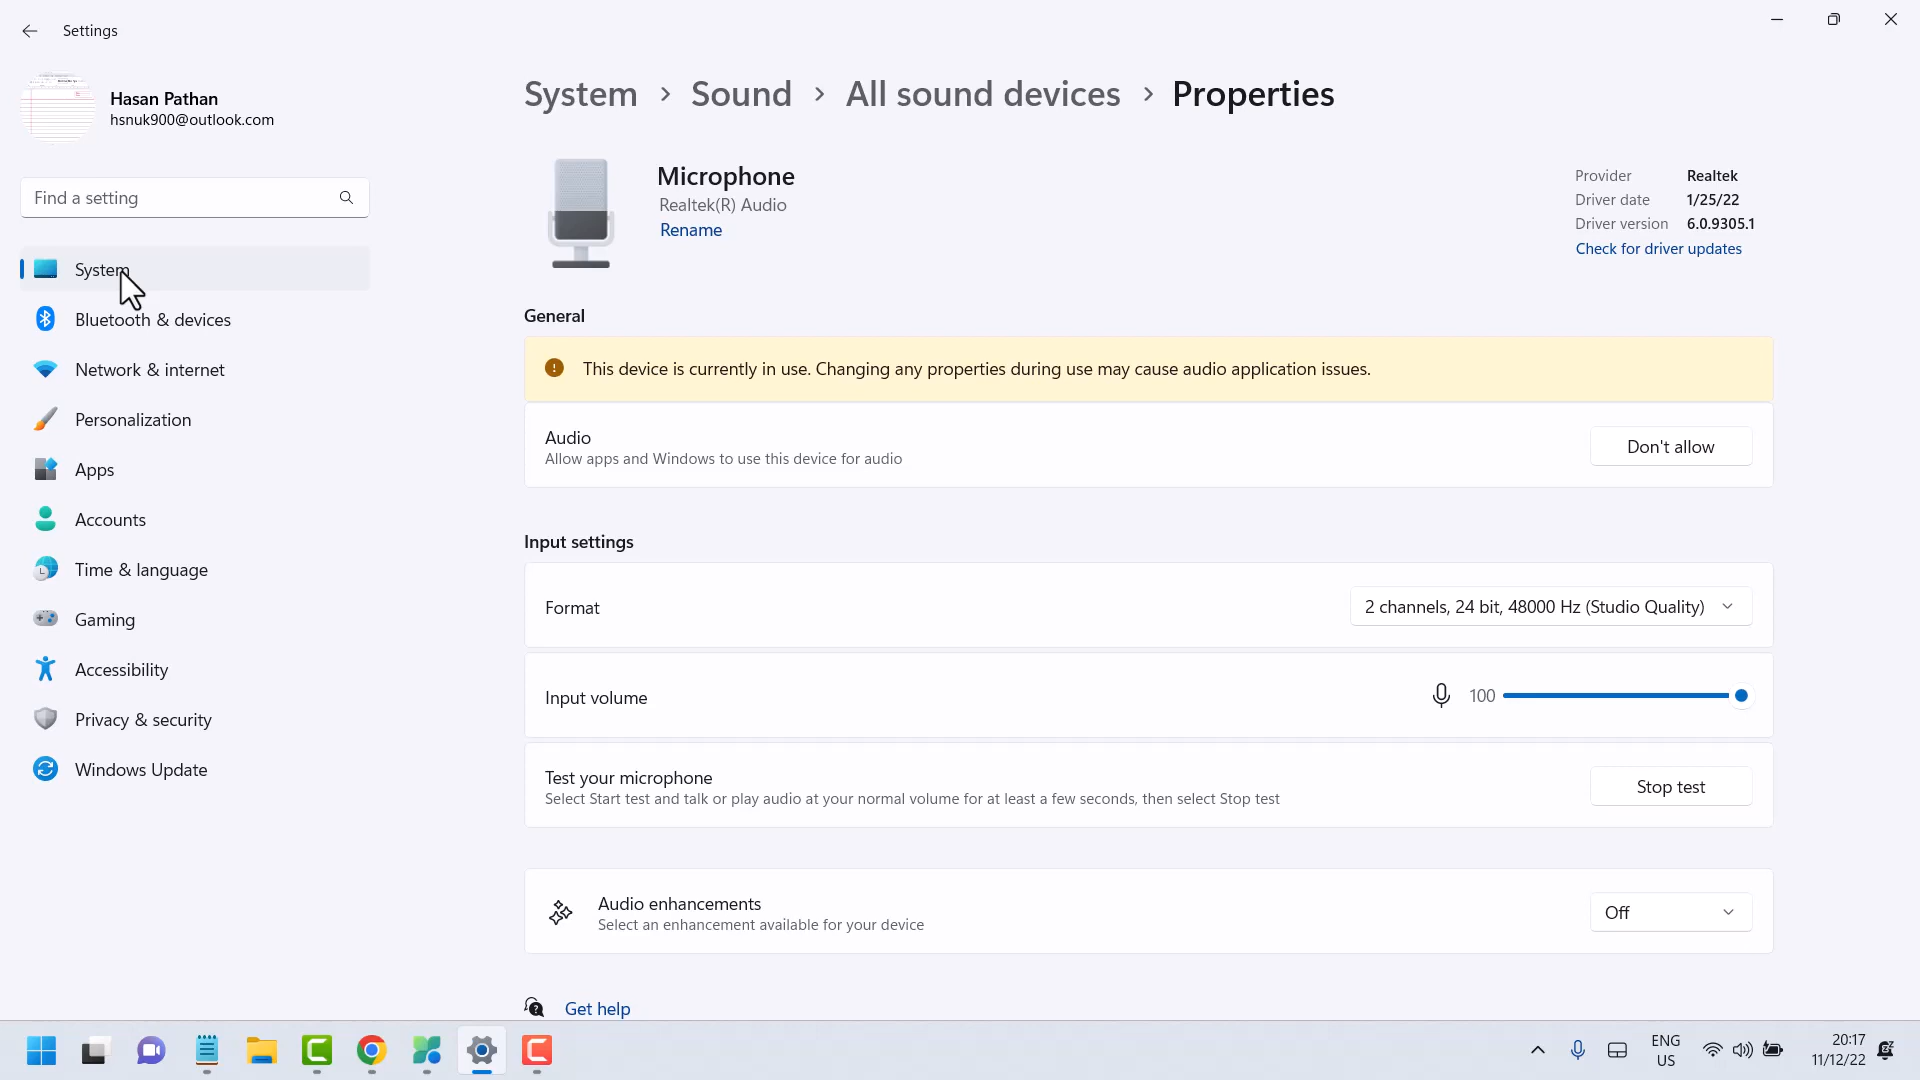 Settings
Hasan Pathan
hsnuk900@outlook.com
Find a setting
System
Bluetooth & devices
Network & internet
Personalization
Apps
Accounts
Time & language
Gaming
Accessibility
Privacy & security
Windows Update
System > Sound > All sound devices > Properties
Microphone
Realtek(R) Audio
Rename
Provider Realtek
Driver date 1/25/22
Driver version 6.0.9305.1
Check for driver updates
General
This device is currently in use. Changing any properties during use may cause audio application issues.
Audio
Allow apps and Windows to use this device for audio
Don't allow
Input settings
Format
2 channels, 24 bit, 48000 Hz (Studio Quality)
Input volume
100
Test your microphone
Select Start test and talk or play audio at your normal volume for at least a few seconds, then select Stop test
Stop test
Audio enhancements
Select an enhancement available for your device
Off
Get help
ENG
US
20:17
11/12/22